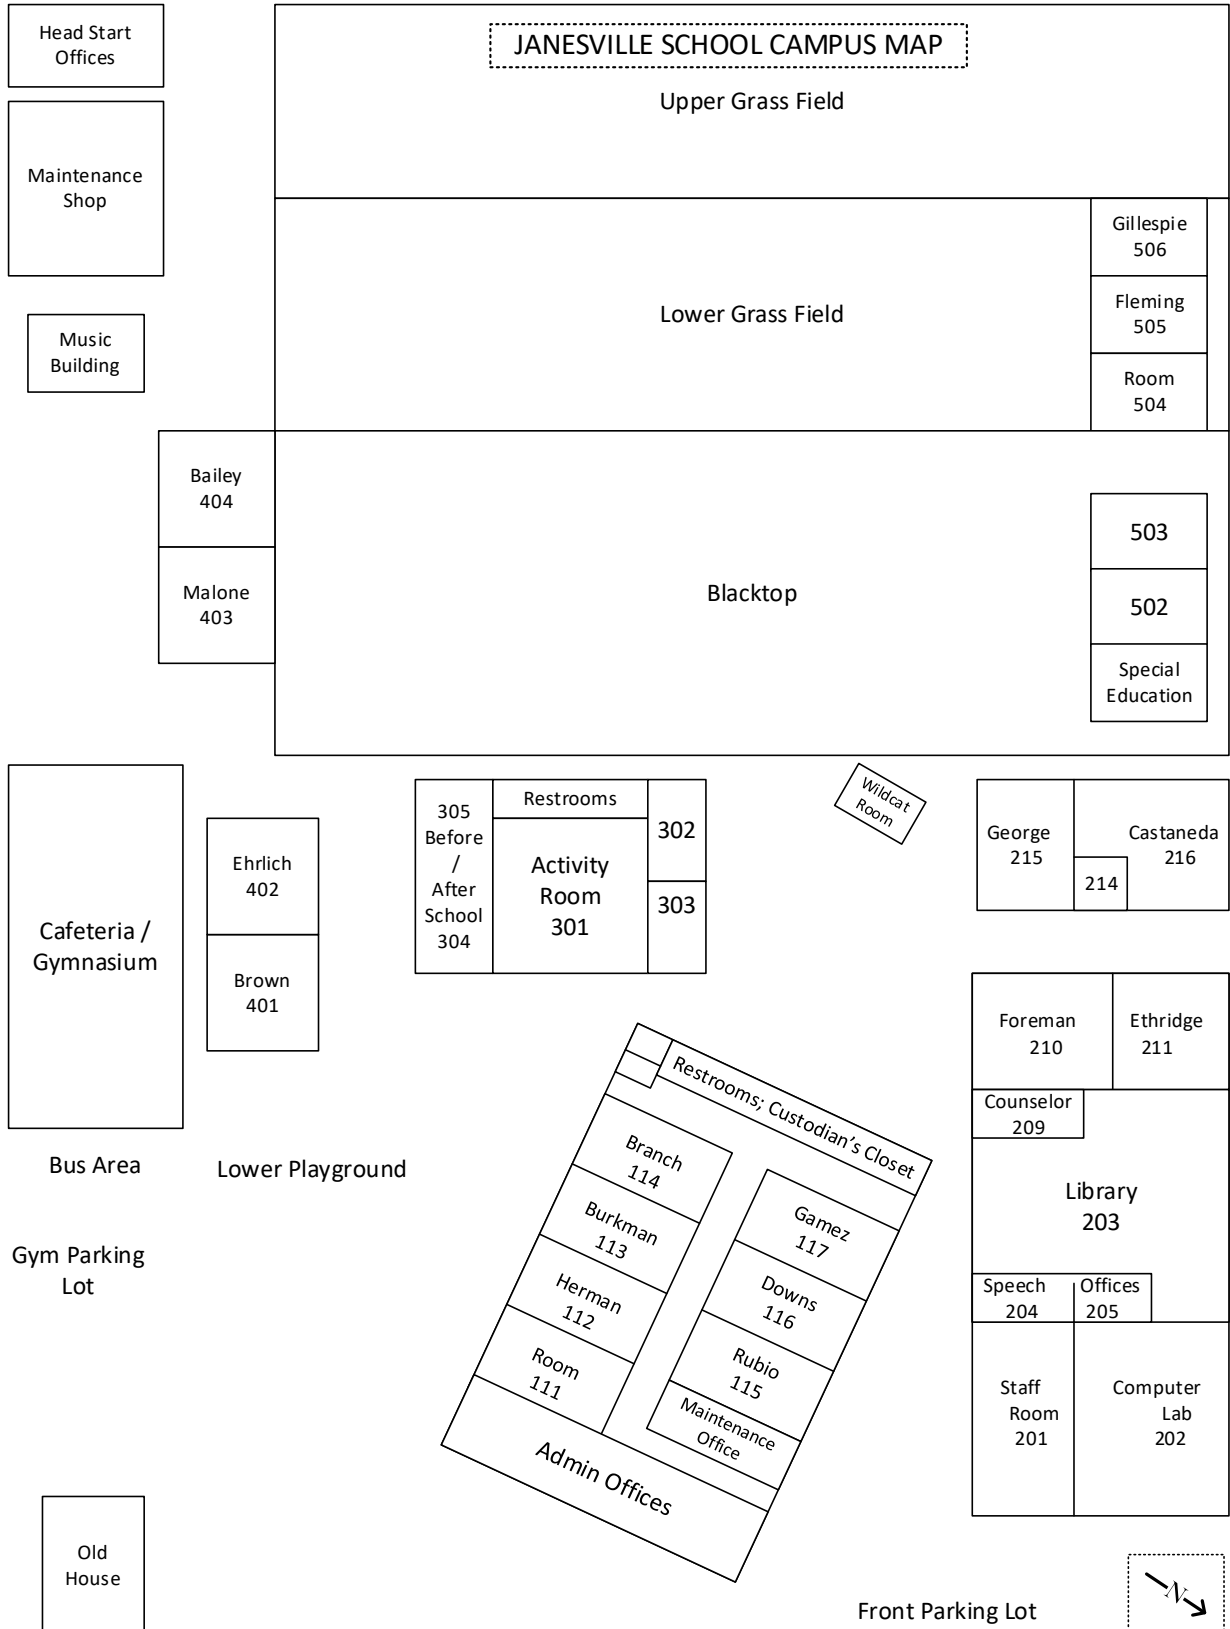 Head Start
Offices
JANESVILLE SCHOOL CAMPUS MAP
Upper Grass Field
Maintenance
Shop
Gillespie
506
Lower Grass Field
Fleming
505
Music
Building
Room
504
Bailey
404
503
Malone
403
Blacktop
502
Special
Education
Cafeteria /
Gymnasium
Ehrlich
402
Brown
401
305
Before
/
After
School
304
Restrooms
Activity
Room
301
302
303
Wildcat
Room
George
215
214
Castaneda
216
Foreman
210
Ethridge
211
Counselor
209
Library
203
Speech
204
Offices
205
Staff
Room
201
Computer
Lab
202
Bus Area
Lower Playground
Gym Parking
Lot
Restrooms; Custodian's Closet
Branch
114
Burkman
113
Herman
112
Room
111
Gamez
117
Downs
116
Rubio
115
Maintenance
Office
Admin Offices
Old
House
Front Parking Lot
N